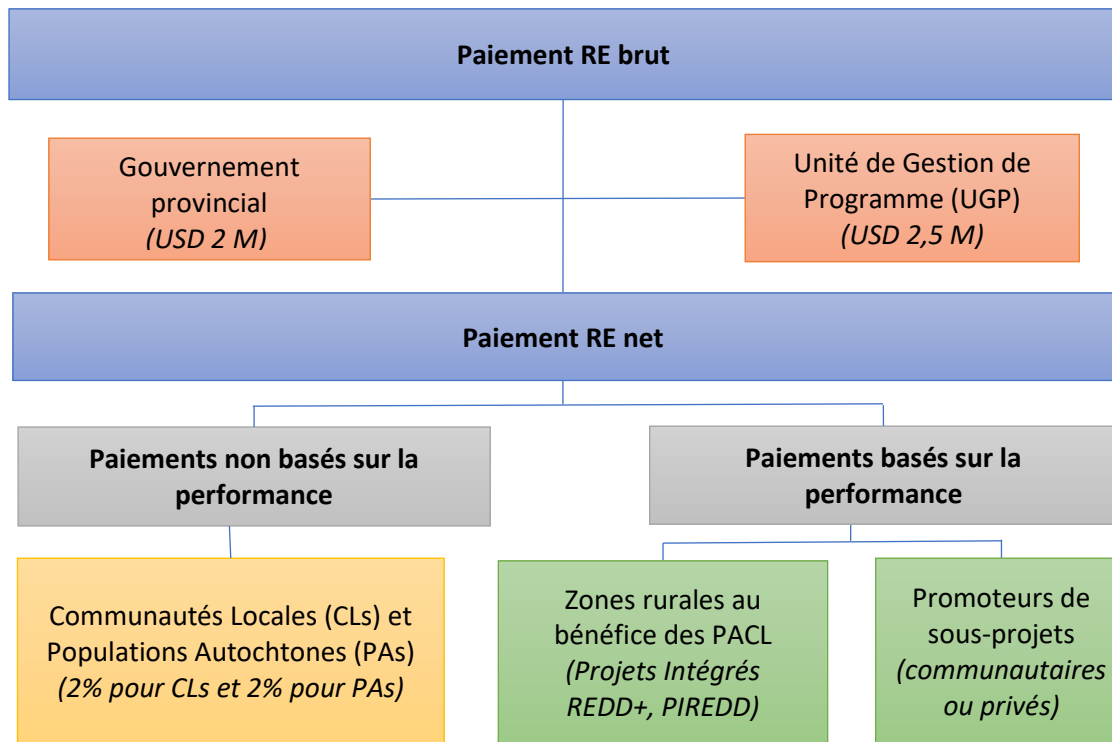 Paiement RE brut
Gouvernement
provincial
(USD 2 M)
Unité de Gestion de
Programme (UGP)
(USD 2,5 M)
Paiement RE net
Paiements non basés sur la
performance
Paiements basés sur la
performance
Communautés Locales (CLs) et
Populations Autochtones (PAs)
(2% pour CLs et 2% pour PAs)
Zones rurales au
bénéfice des PACL
(Projets Intégrés
REDD+, PIREDD)
Promoteurs de
sous-projets
(communautaires
ou privés)